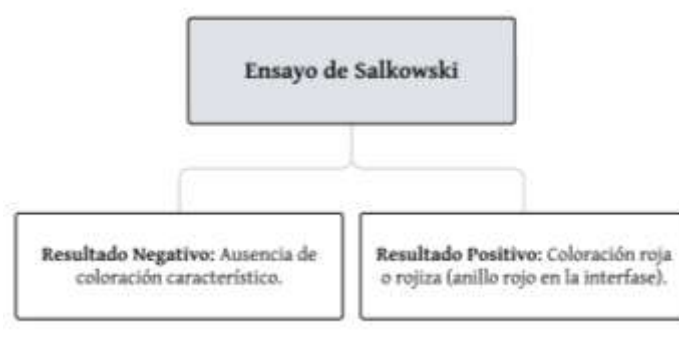 Ensayo de Salkowski
Resultado Negativo: Ausencia de
coloración característico.
Resultado Positivo: Coloración roja
o rojiza (anillo rojo en la interfase).